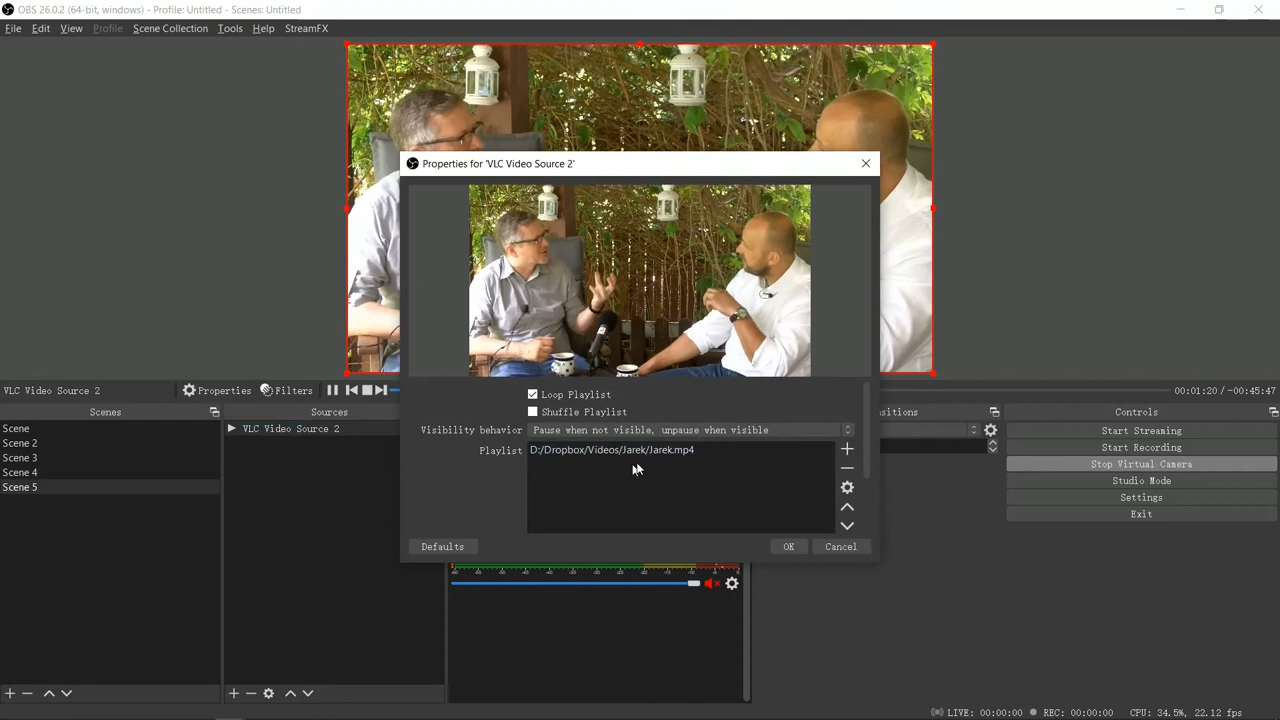 OBS 26.0.2 (64-bit, windows) - Profile: Untitled - Scenes: Untitled
File Edit View Profile Scene Collection Tools Help StreamFX
Properties for 'VLC Video Source 2'
Loop Playlist
Shuffle Playlist
Visibility behavior Pause when not visible, unpause when visible
Playlist D:/Dropbox/Videos/Jarek/Jarek.mp4
Defaults OK Cancel
VLC Video Source 2 Properties Filters 00:01:20 / -00:45:47
Scenes Sources sitions Controls
Scene
Scene 2
Scene 3
Scene 4
Scene 5
VLC Video Source 2
Start Streaming
Start Recording
Stop Virtual Camera
Studio Mode
Settings
Exit
LIVE: 00:00:00 REC: 00:00:00 CPU: 34.5%, 22.12 fps